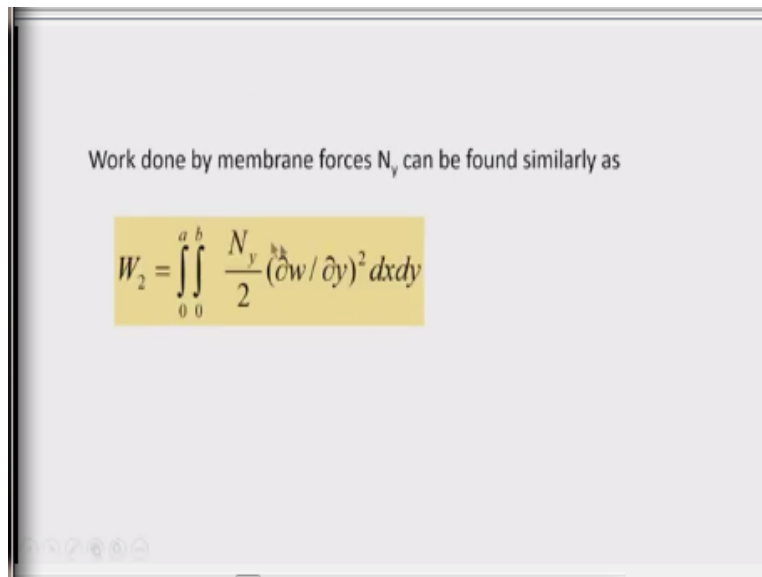 Work done by membrane forces N_y can be found similarly as
W_2 = ∫_0^a ∫_0^b N_y/2 (∂w / ∂y)^2 dxdy